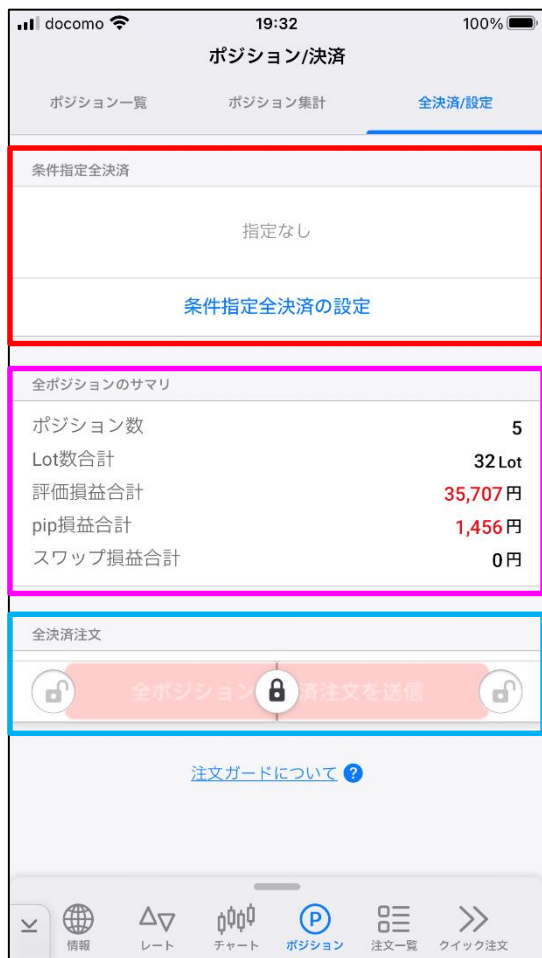 docomo 19:32 100%
ポジション/決済
ポジション一覧 ポジション集計 全決済/設定
条件指定全決済
指定なし
条件指定全決済の設定
全ポジションのサマリ
ポジション数 5
Lot数合計 32 Lot
評価損益合計 35,707 円
pip損益合計 1,456 円
スワップ損益合計 0 円
全決済注文
全ポジション 済注文を送信
注文ガードについて ?
情報 レート チャート P ポジション 注文一覧 クイック注文